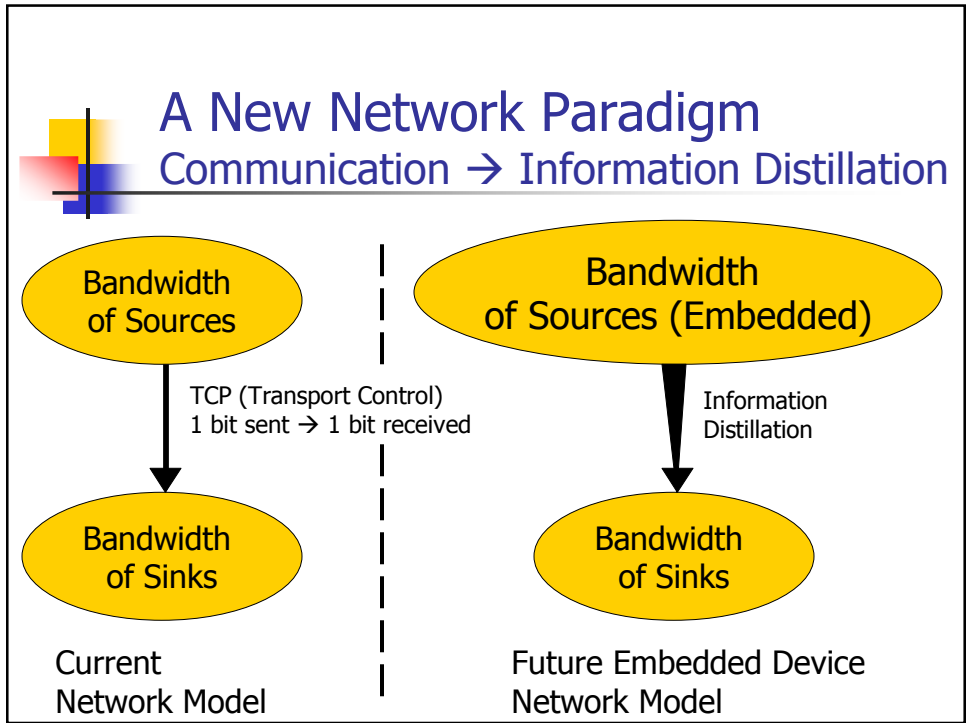 A New Network Paradigm
Communication → Information Distillation
Bandwidth
of Sources
TCP (Transport Control)
1 bit sent → 1 bit received
Bandwidth
of Sinks
Current
Network Model
Bandwidth
of Sources (Embedded)
Information
Distillation
Bandwidth
of Sinks
Future Embedded Device
Network Model